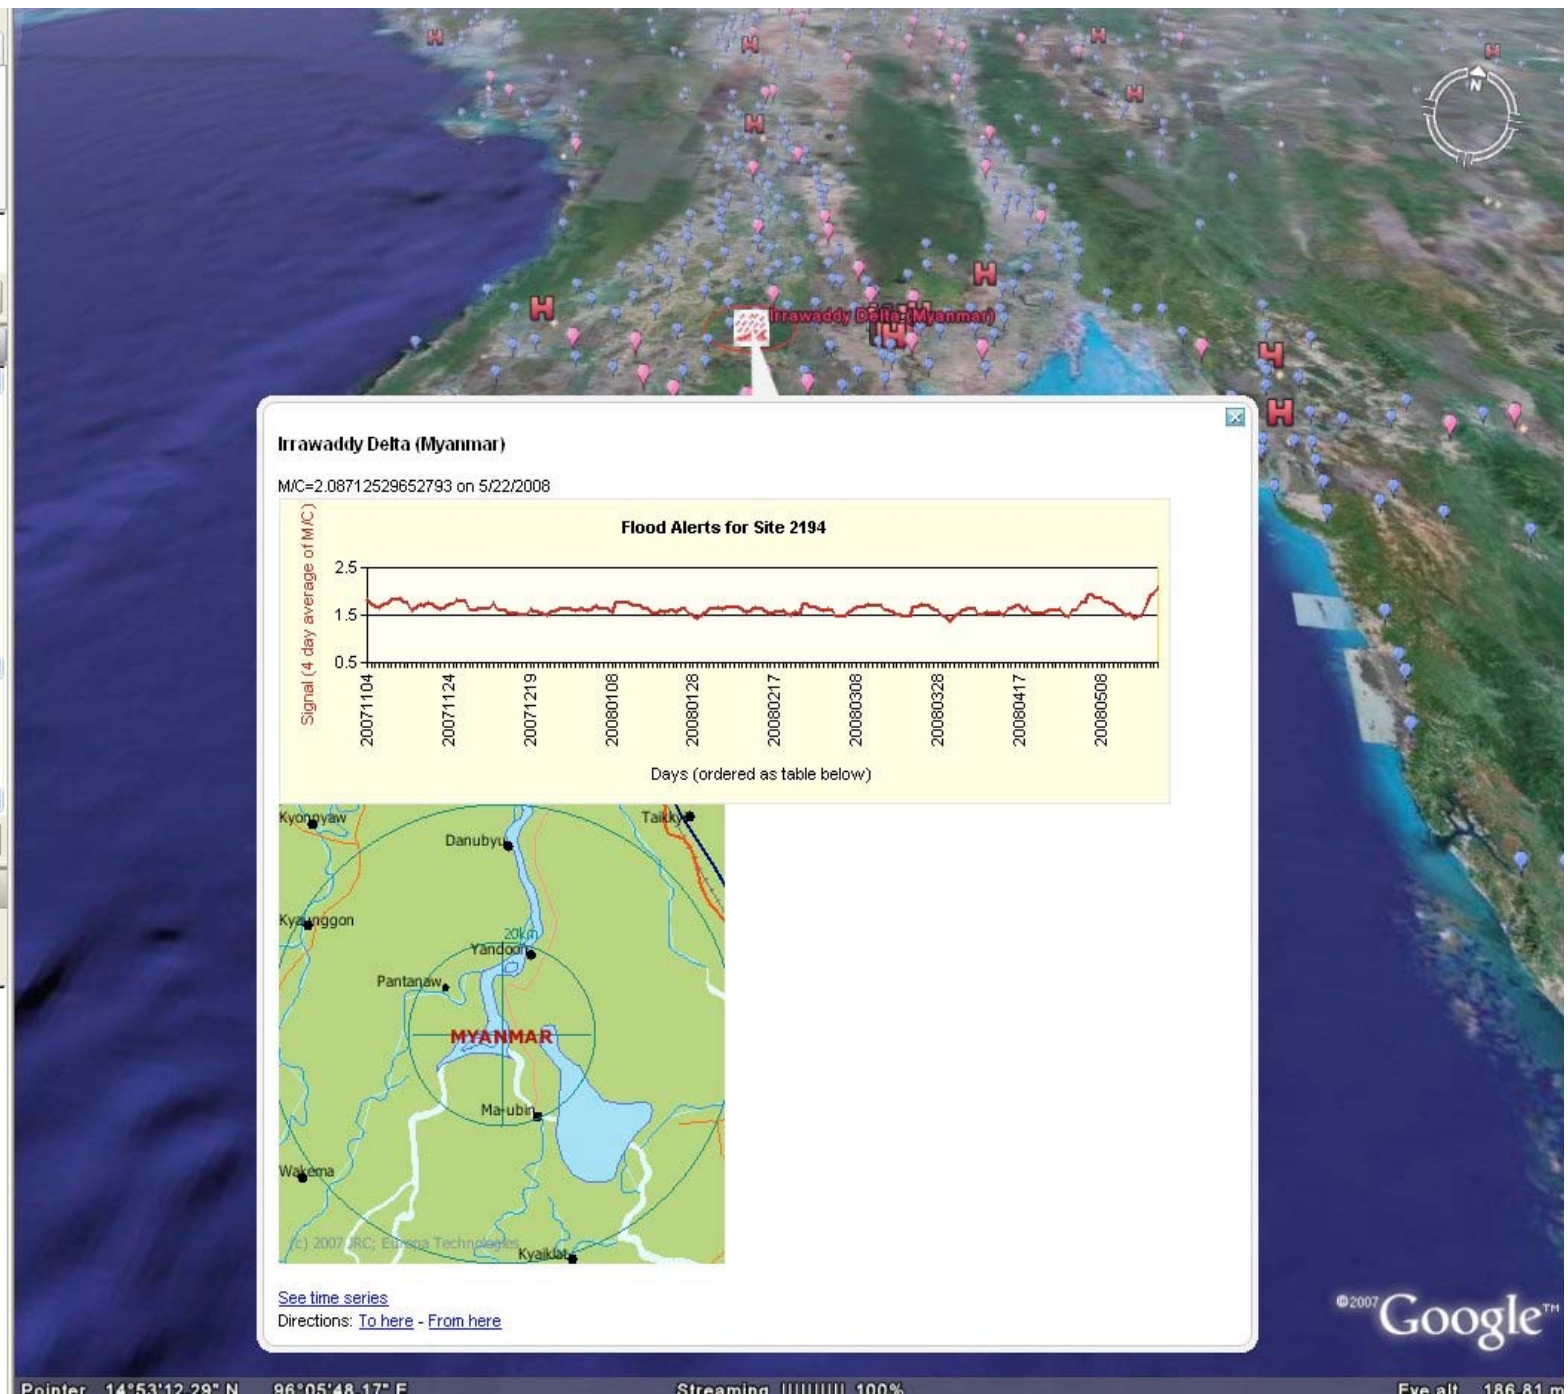 N
H
H
H
H
H
H
H
H
H
H
H
H
Irrawaddy Delta (Myanmar)
Irrawaddy Delta (Myanmar)
M/C=2.08712529652793 on 5/22/2008
Flood Alerts for Site 2194
Signal (4 day average of M/C)
2.5
1.5
0.5
20071104
20071124
20071219
20080108
20080128
20080217
20080308
20080328
20080417
20080508
Days (ordered as table below)
Kyonpyaw
Taikky
Danubyu
Kyaunggon
20km
Yandoon
Pantanaw
MYANMAR
Ma-ubin
Wakema
(c) 2007 JRC; Europa Technologies
Kyaiklat
See time series
Directions: To here - From here
©2007 Google™
Pointer 14°53'12.29" N 96°05'48.17" E Streaming ||||||||| 100% Eye alt 186.81